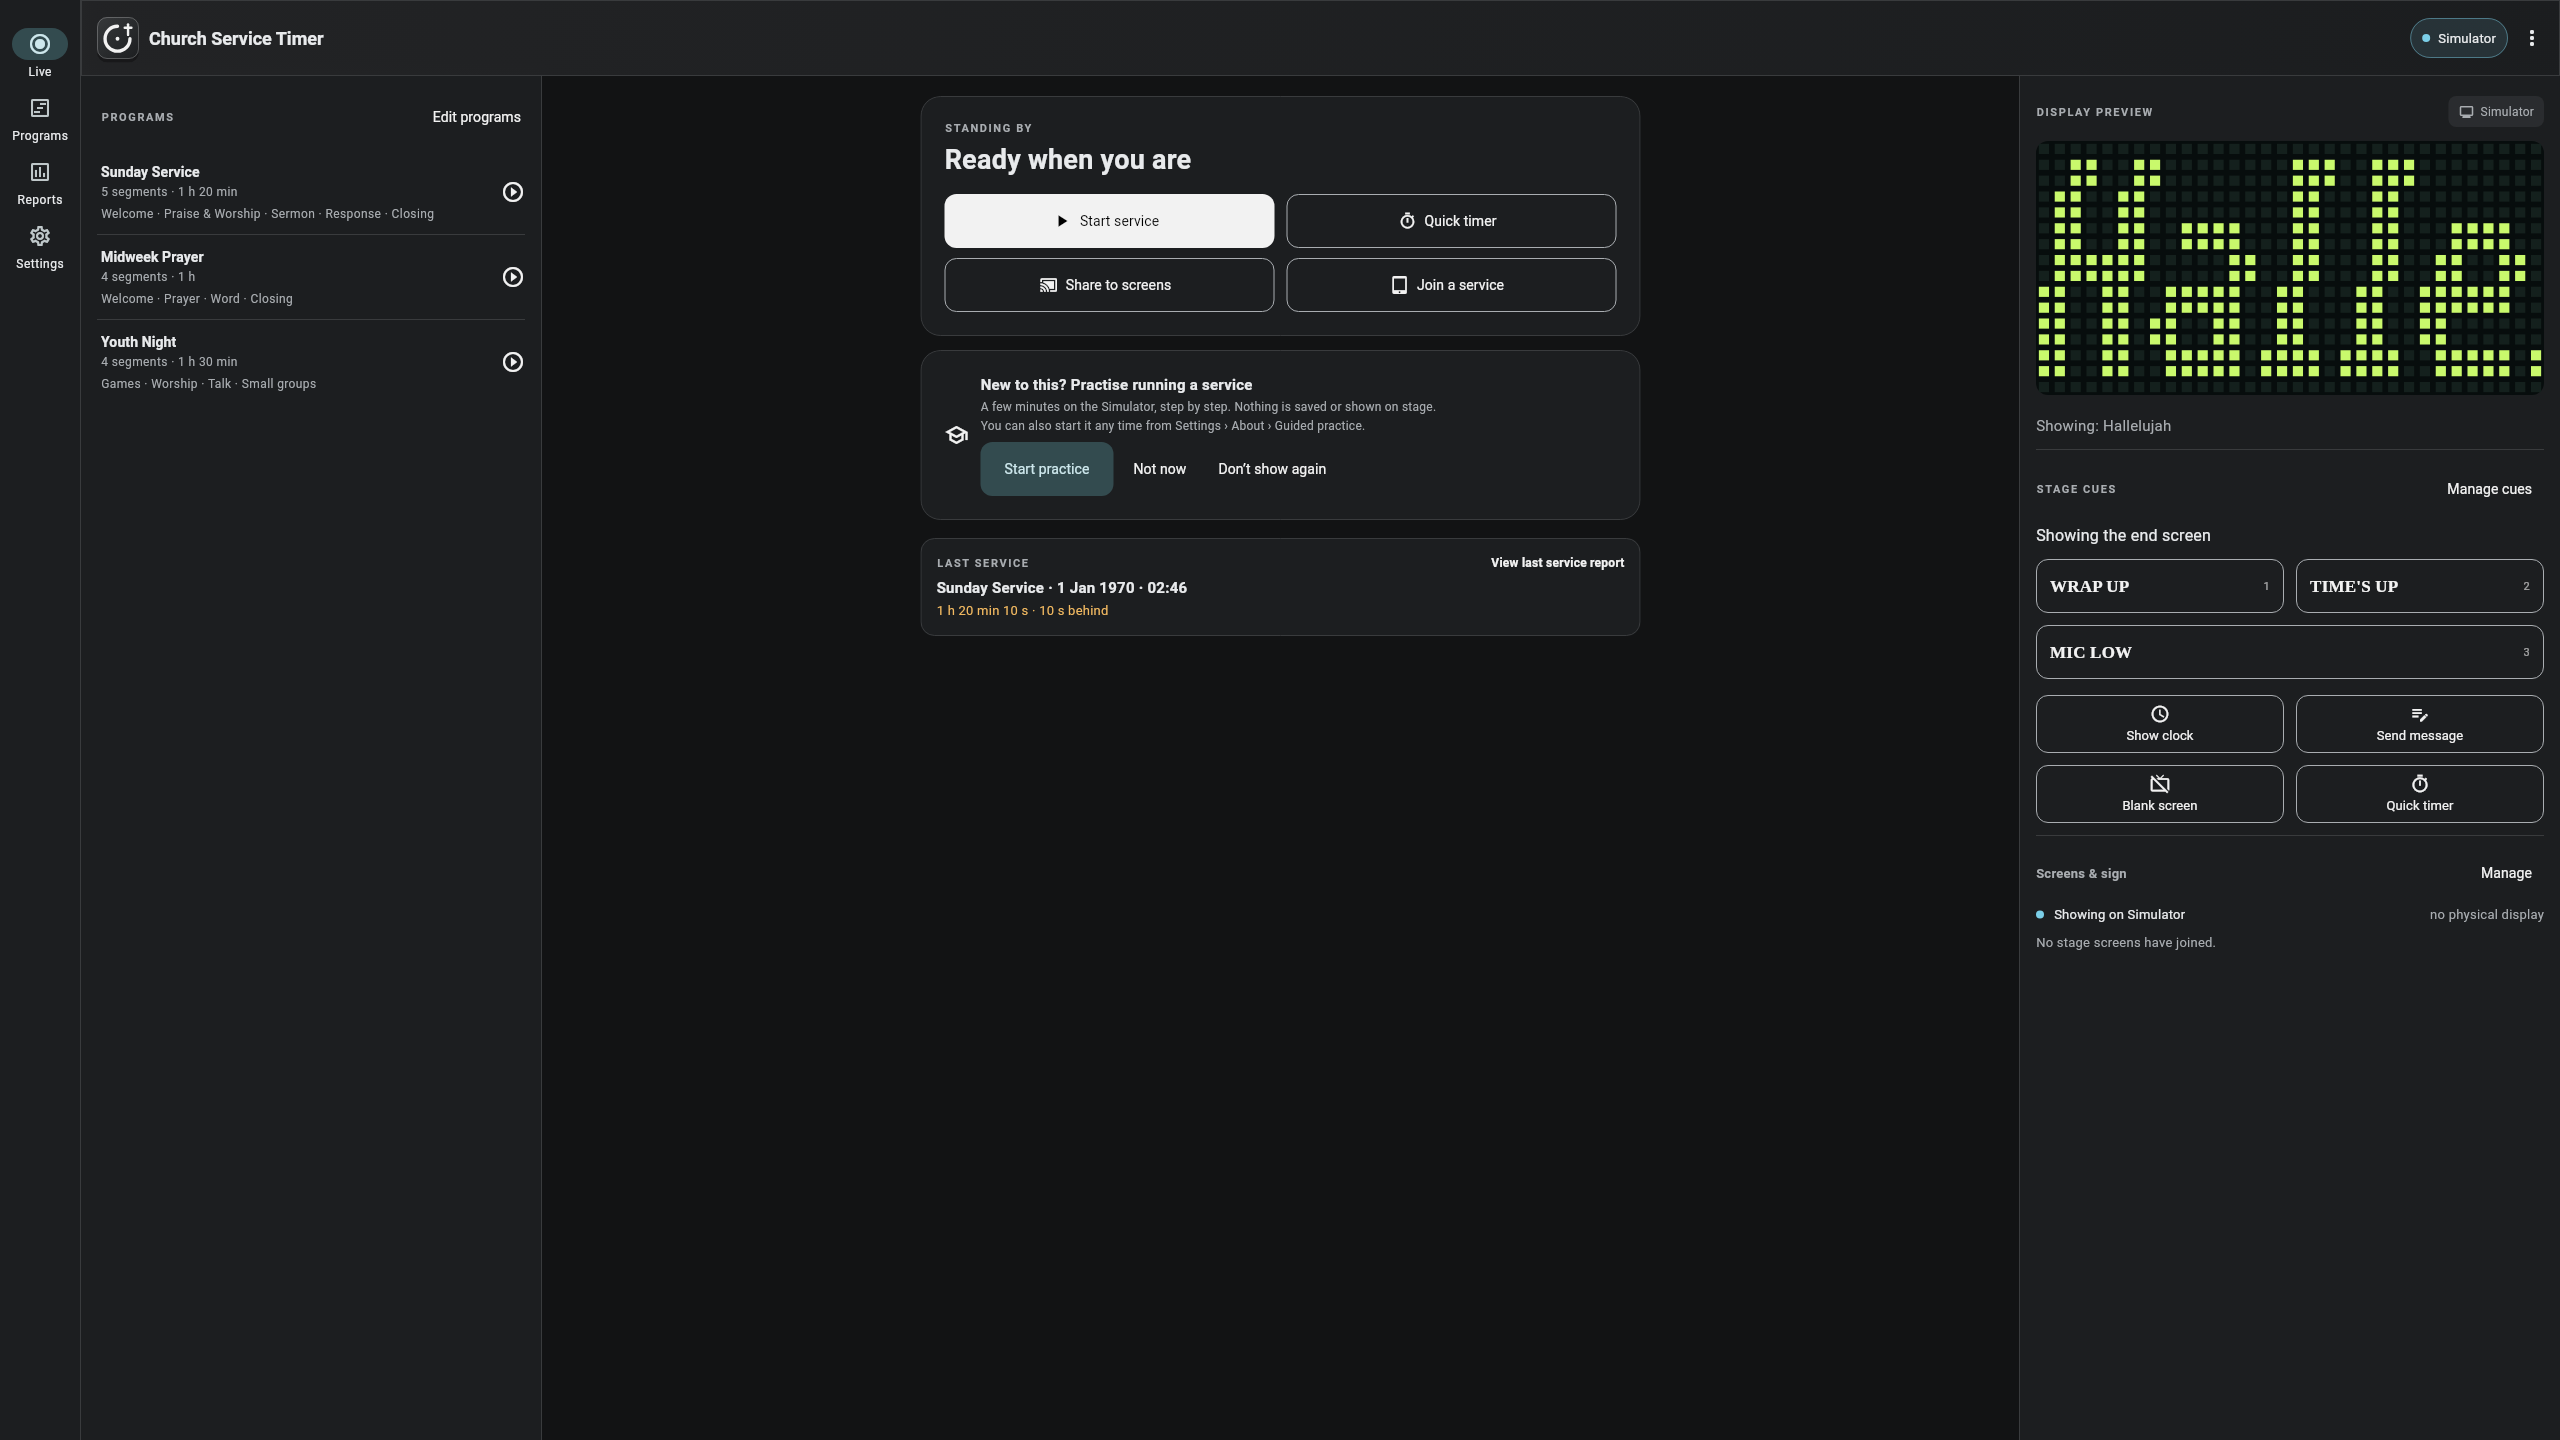 Church Service Timer
Simulator
Live
Programs
Reports
Settings
PROGRAMS
Edit programs
Sunday Service
5 segments · 1 h 20 min
Welcome · Praise & Worship · Sermon · Response · Closing
Midweek Prayer
4 segments · 1 h
Welcome · Prayer · Word · Closing
Youth Night
4 segments · 1 h 30 min
Games · Worship · Talk · Small groups
STANDING BY
Ready when you are
Start service
Quick timer
Share to screens
Join a service
New to this? Practise running a service
A few minutes on the Simulator, step by step. Nothing is saved or shown on stage.
You can also start it any time from Settings › About › Guided practice.
Start practice
Not now
Don’t show again
LAST SERVICE
View last service report
Sunday Service · 1 Jan 1970 · 02:46
1 h 20 min 10 s · 10 s behind
DISPLAY PREVIEW
Simulator
Halle
Showing: Hallelujah
STAGE CUES
Manage cues
Showing the end screen
WRAP UP 1
TIME'S UP 2
MIC LOW 3
Show clock
Send message
Blank screen
Quick timer
Screens & sign
Manage
Showing on Simulator
no physical display
No stage screens have joined.